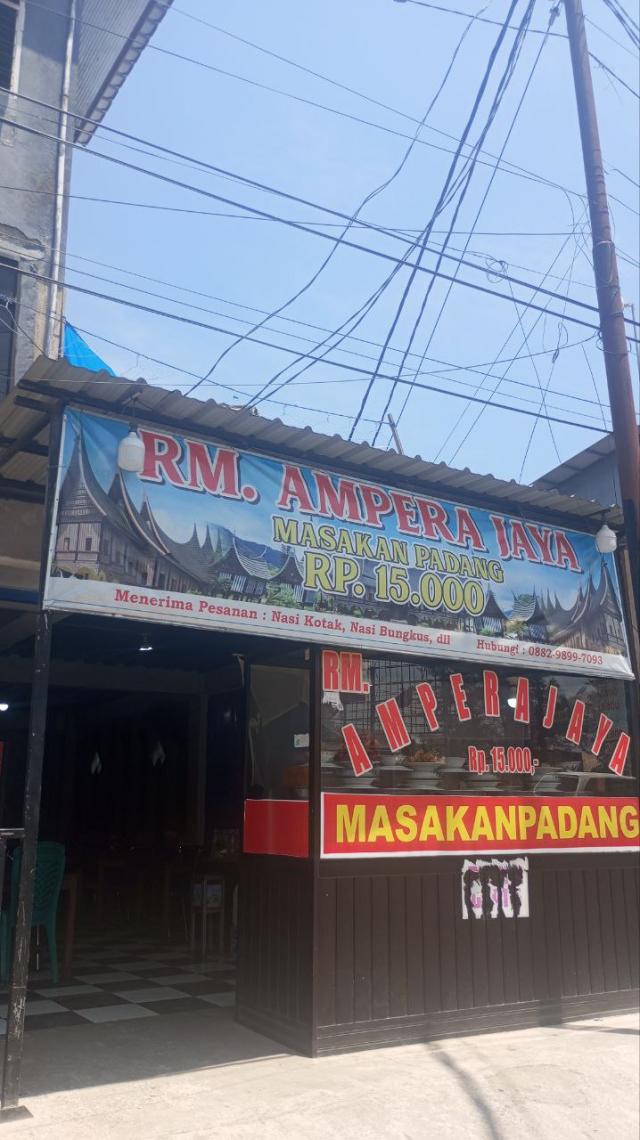 RM. AMPERA JAYA
MASAKAN PADANG
RP. 15.000
Menerima Pesanan : Nasi Kotak, Nasi Bungkus, dll Hubungi : 0882-9899-7093
RM.
AMPERA JAYA
Rp. 15.000,-
MASAKANPADANG